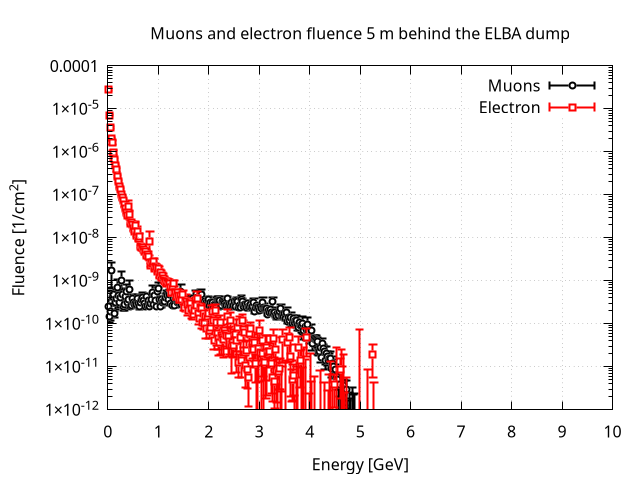 Muons and electron fluence 5 m behind the ELBA dump
0.0001
1×10⁻⁵
1×10⁻⁶
1×10⁻⁷
1×10⁻⁸
1×10⁻⁹
1×10⁻¹⁰
1×10⁻¹¹
1×10⁻¹²
Fluence [1/cm²]
Muons
Electron
0 1 2 3 4 5 6 7 8 9 10
Energy [GeV]